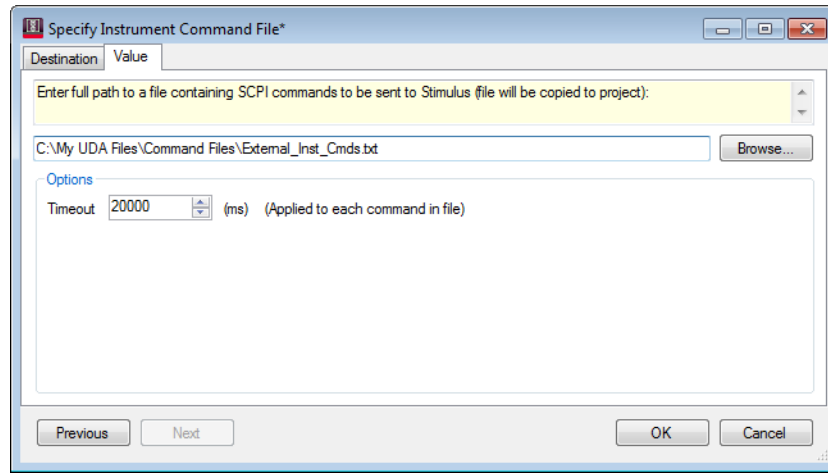 Specify Instrument Command File*
Destination Value
Enter full path to a file containing SCPI commands to be sent to Stimulus (file will be copied to project):
C:\My UDA Files\Command Files\External_Inst_Cmds.txt Browse...
Options
Timeout 20000 (ms) (Applied to each command in file)
Previous Next OK Cancel